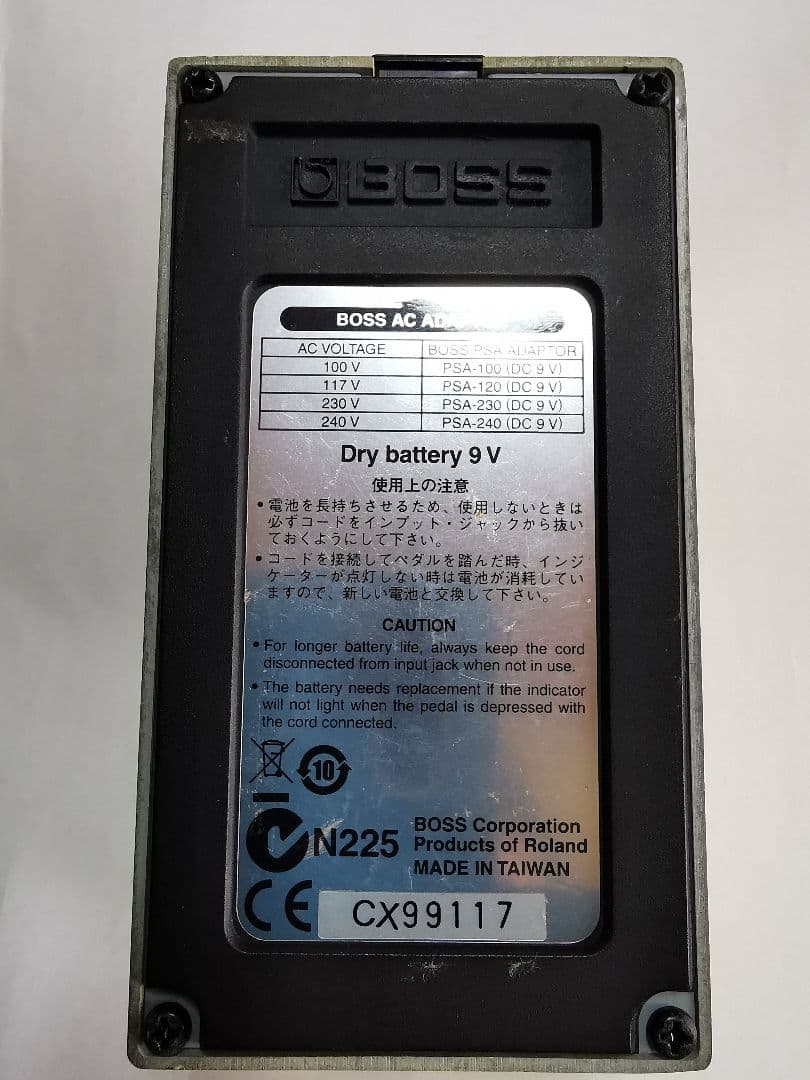 BOSS
BOSS AC
AC VOLTAGE BOSS PSA ADAPTOR
100 V PSA-100 (DC 9 V)
117 V PSA-120 (DC 9 V)
230 V PSA-230 (DC 9 V)
240 V PSA-240 (DC 9 V)
Dry battery 9 V
使用上の注意
• 電池を長持ちさせるため、使用しないときは
必ずコードをインプット・ジャックから抜い
ておくようにして下さい。
• コードを接続してペダルを踏んだ時、インジ
ケーターが点灯しない時は電池が消耗してい
ますので、新しい電池と交換して下さい。
CAUTION
• For longer battery life, always keep the cord
disconnected from input jack when not in use.
• The battery needs replacement if the indicator
will not light when the pedal is depressed with
the cord connected.
10
N225
BOSS Corporation
Products of Roland
MADE IN TAIWAN
CE
CX99117